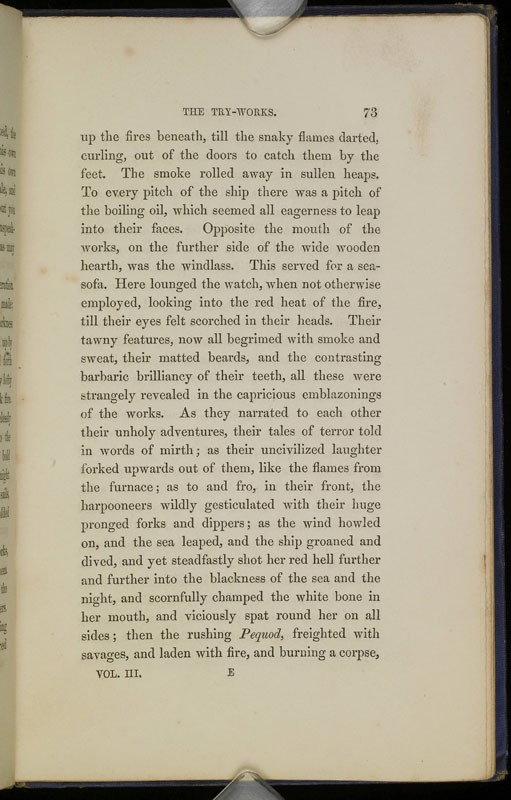 THE TRY-WORKS. 73
up the fires beneath, till the snaky flames darted,
curling, out of the doors to catch them by the
feet. The smoke rolled away in sullen heaps.
To every pitch of the ship there was a pitch of
the boiling oil, which seemed all eagerness to leap
into their faces. Opposite the mouth of the
works, on the further side of the wide wooden
hearth, was the windlass. This served for a sea-
sofa. Here lounged the watch, when not otherwise
employed, looking into the red heat of the fire,
till their eyes felt scorched in their heads. Their
tawny features, now all begrimed with smoke and
sweat, their matted beards, and the contrasting
barbaric brilliancy of their teeth, all these were
strangely revealed in the capricious emblazonings
of the works. As they narrated to each other
their unholy adventures, their tales of terror told
in words of mirth; as their uncivilized laughter
forked upwards out of them, like the flames from
the furnace; as to and fro, in their front, the
harpooneers wildly gesticulated with their huge
pronged forks and dippers; as the wind howled
on, and the sea leaped, and the ship groaned and
dived, and yet steadfastly shot her red hell further
and further into the blackness of the sea and the
night, and scornfully champed the white bone in
her mouth, and viciously spat round her on all
sides; then the rushing Pequod, freighted with
savages, and laden with fire, and burning a corpse,
VOL. III. E